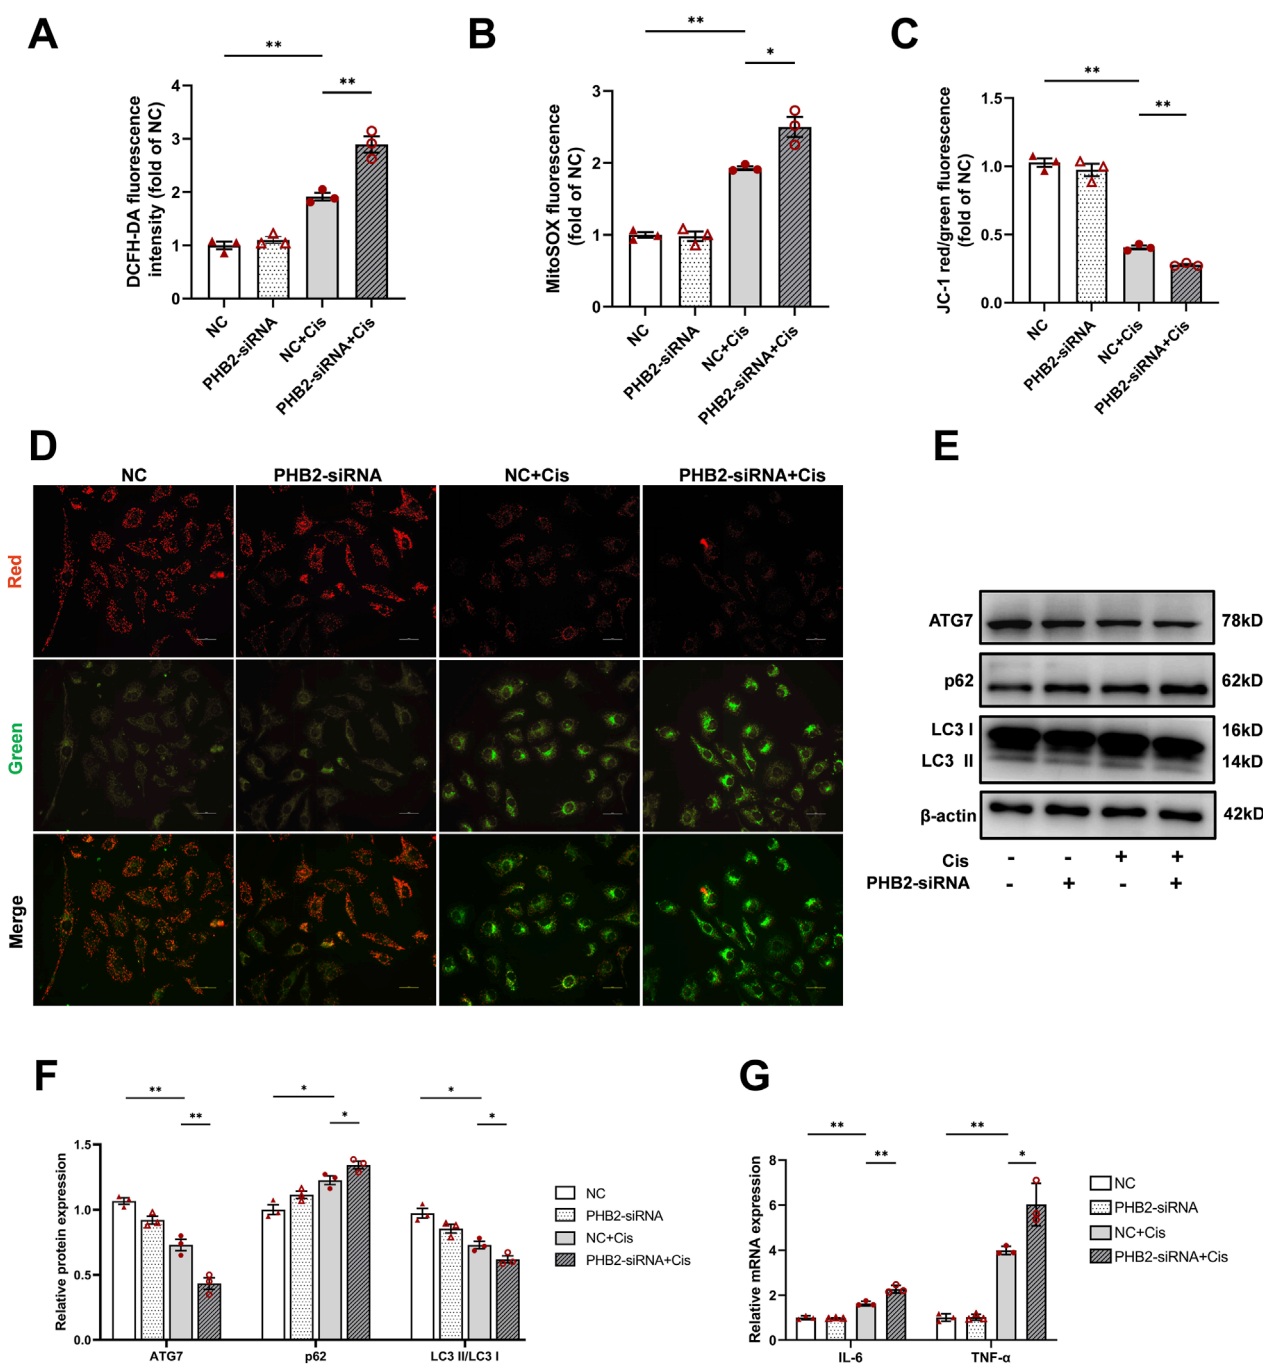 A
B
C
**
**
DCFH-DA fluorescence
intensity (fold of NC)
4
3
2
1
0
NC
PHB2-siRNA
NC+Cis
PHB2-siRNA+Cis
**
*
MitoSOX fluorescence
(fold of NC)
3
2
1
0
NC
PHB2-siRNA
NC+Cis
PHB2-siRNA+Cis
**
**
JC-1 red/green fluorescence
(fold of NC)
1.5
1.0
0.5
0.0
NC
PHB2-siRNA
NC+Cis
PHB2-siRNA+Cis
D
NC PHB2-siRNA NC+Cis PHB2-siRNA+Cis
Red
Green
Merge
E
ATG7 78kD
p62 62kD
LC3 I 16kD
LC3 II 14kD
β-actin 42kD
Cis - - + +
PHB2-siRNA - + - +
F
** * *
** * *
Relative protein expression
1.5
1.0
0.5
0.0
ATG7 p62 LC3 II/LC3 I
NC
PHB2-siRNA
NC+Cis
PHB2-siRNA+Cis
G
** **
** *
Relative mRNA expression
8
6
4
2
0
IL-6 TNF-α
NC
PHB2-siRNA
NC+Cis
PHB2-siRNA+Cis